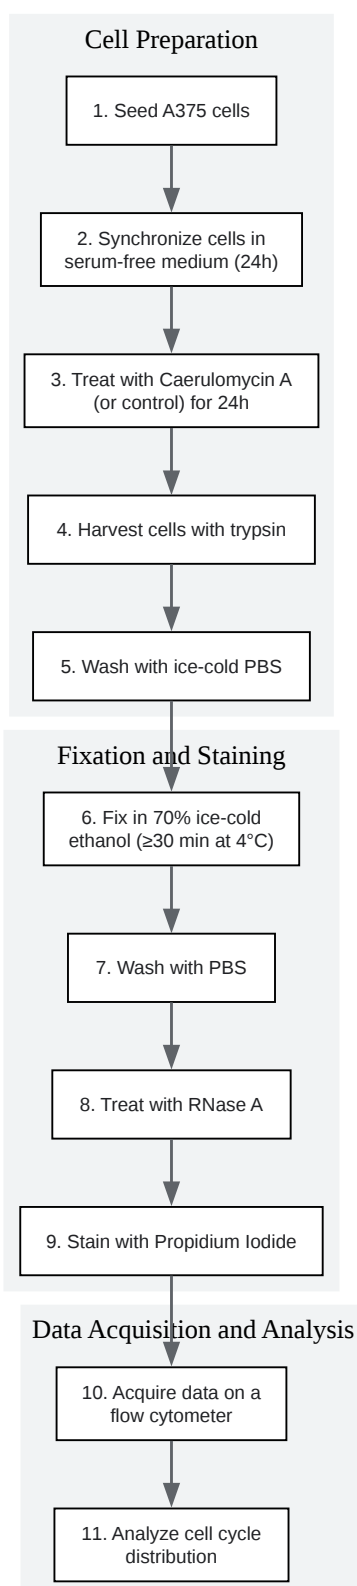 Cell Preparation
1. Seed A375 cells
2. Synchronize cells in
serum-free medium (24h)
3. Treat with Caerulomycin A
(or control) for 24h
4. Harvest cells with trypsin
5. Wash with ice-cold PBS
Fixation and Staining
6. Fix in 70% ice-cold
ethanol (≥30 min at 4°C)
7. Wash with PBS
8. Treat with RNase A
9. Stain with Propidium Iodide
Data Acquisition and Analysis
10. Acquire data on a
flow cytometer
11. Analyze cell cycle
distribution